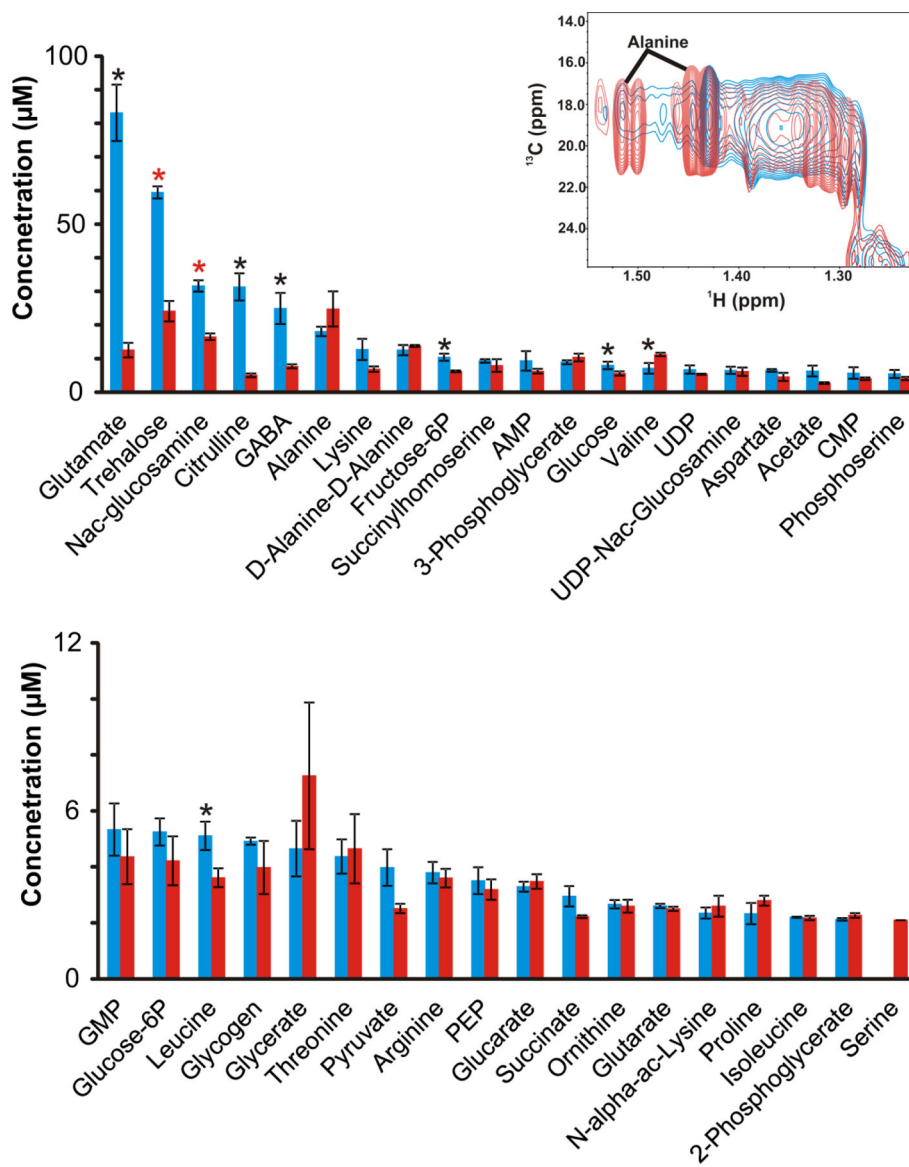 100
50
0
Concnetration (µM)
*
*
*
*
*
*
*
*
Glutamate
Trehalose
Nac-glucosamine
Citrulline
GABA
Alanine
Lysine
D-Alanine-D-Alanine
Fructose-6P
Succinylhomoserine
AMP
3-Phosphoglycerate
Glucose
Valine
UDP
UDP-Nac-Glucosamine
Aspartate
Acetate
CMP
Phosphoserine
14.0
16.0
18.0
20.0
22.0
24.0
¹³C (ppm)
Alanine
1.50 1.40 1.30
¹H (ppm)
12
6
0
Concnetration (µM)
*
GMP
Glucose-6P
Leucine
Glycogen
Glycerate
Threonine
Pyruvate
Arginine
PEP
Glucarate
Succinate
Ornithine
Glutarate
N-alpha-ac-Lysine
Proline
Isoleucine
2-Phosphoglycerate
Serine